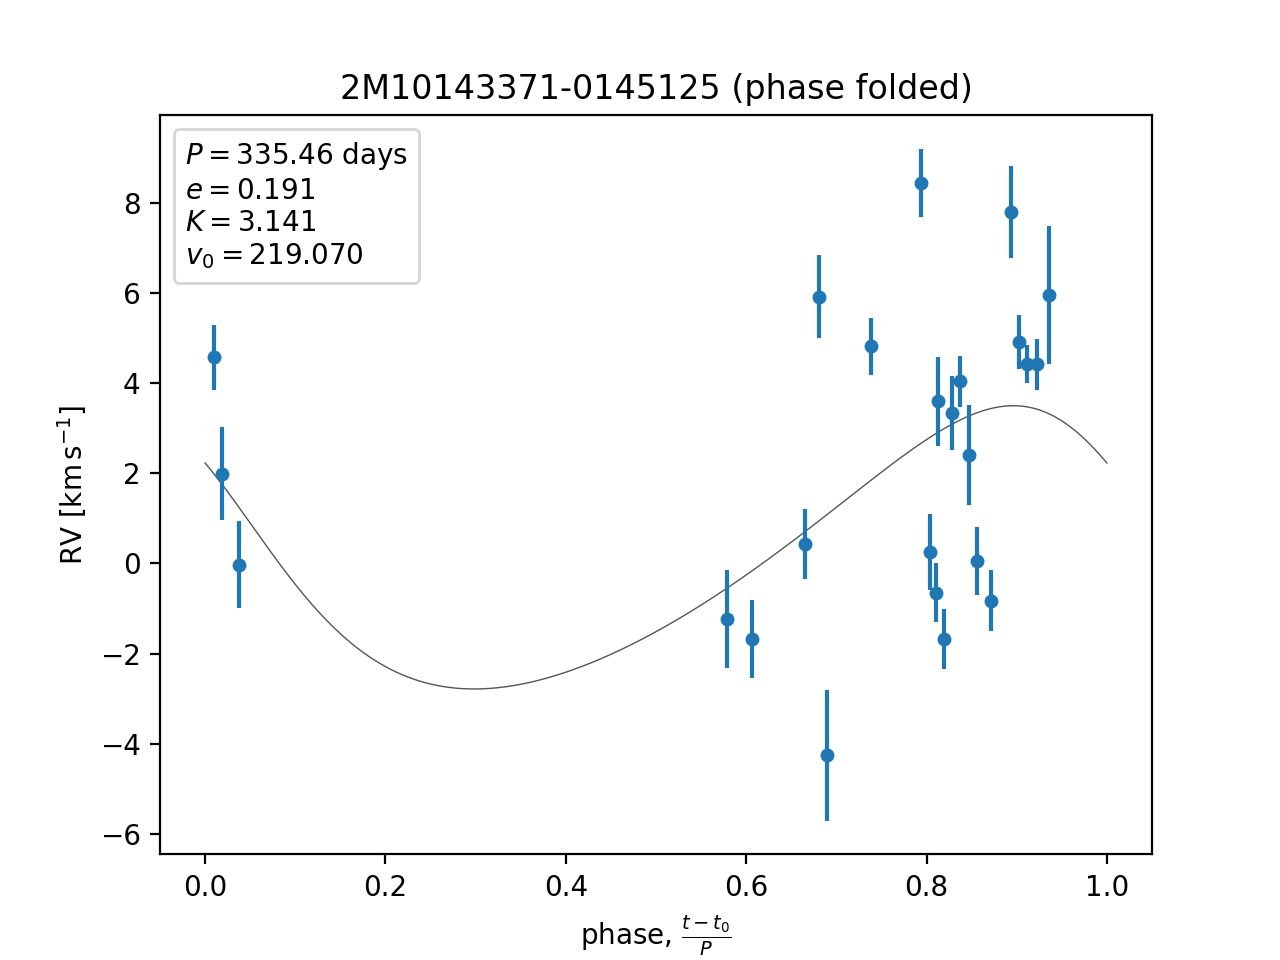 2M10143371-0145125 (phase folded)
P = 335.46 days
e = 0.191
K = 3.141
v₀ = 219.070
RV [km s⁻¹]
8
6
4
2
0
−2
−4
−6
0.0 0.2 0.4 0.6 0.8 1.0
phase, (t − t₀)/P